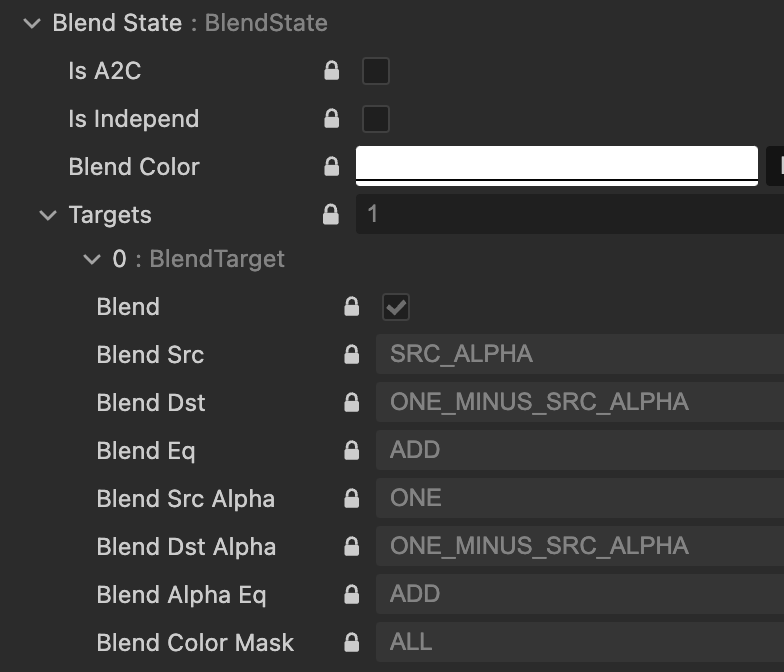 Blend State : BlendState
Is A2C
Is Independ
Blend Color
Targets 1
0 : BlendTarget
Blend
Blend Src SRC_ALPHA
Blend Dst ONE_MINUS_SRC_ALPHA
Blend Eq ADD
Blend Src Alpha ONE
Blend Dst Alpha ONE_MINUS_SRC_ALPHA
Blend Alpha Eq ADD
Blend Color Mask ALL